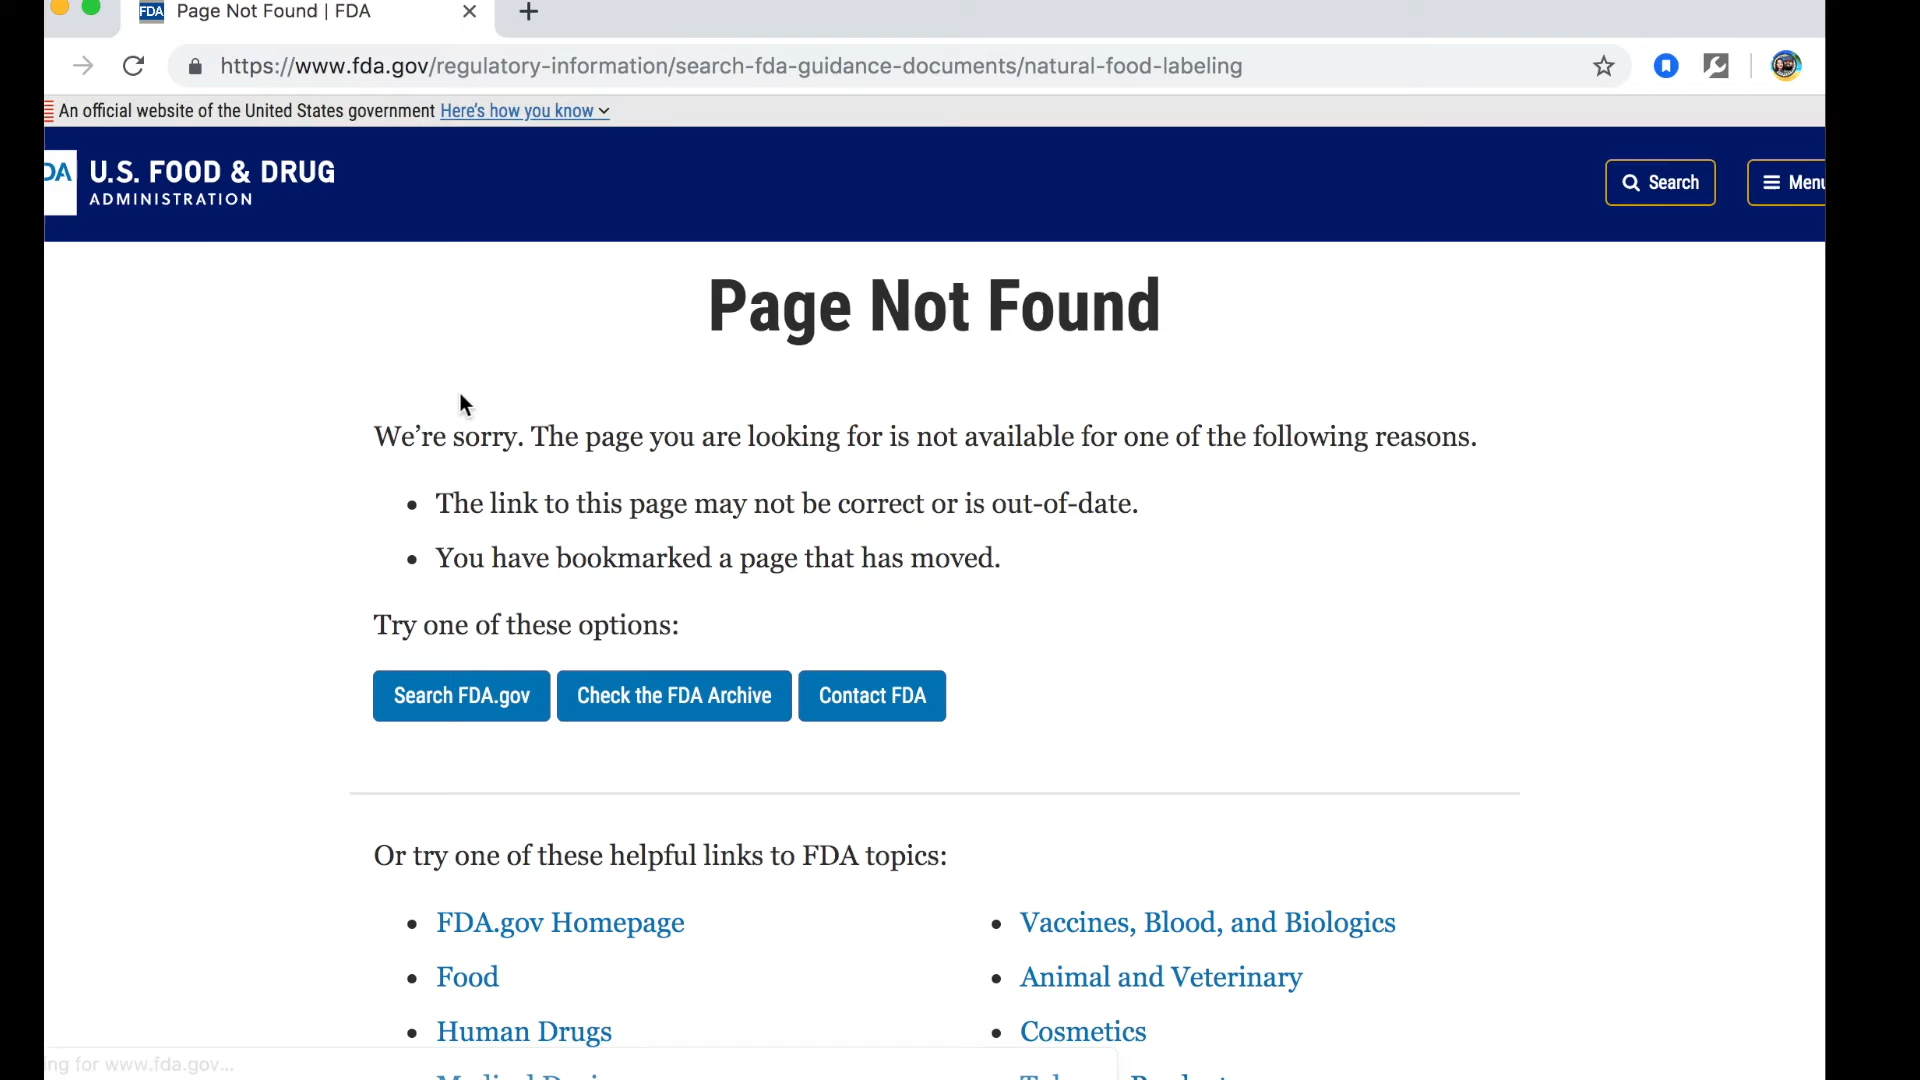 FDA Page Not Found | FDA
https://www.fda.gov/regulatory-information/search-fda-guidance-documents/natural-food-labeling
An official website of the United States government Here's how you know
DA U.S. FOOD & DRUG
ADMINISTRATION
Search
Menu
Page Not Found
We're sorry. The page you are looking for is not available for one of the following reasons.
• The link to this page may not be correct or is out-of-date.
• You have bookmarked a page that has moved.
Try one of these options:
Search FDA.gov Check the FDA Archive Contact FDA
Or try one of these helpful links to FDA topics:
• FDA.gov Homepage
• Vaccines, Blood, and Biologics
• Food
• Animal and Veterinary
• Human Drugs
• Cosmetics
ng for www.fda.gov...